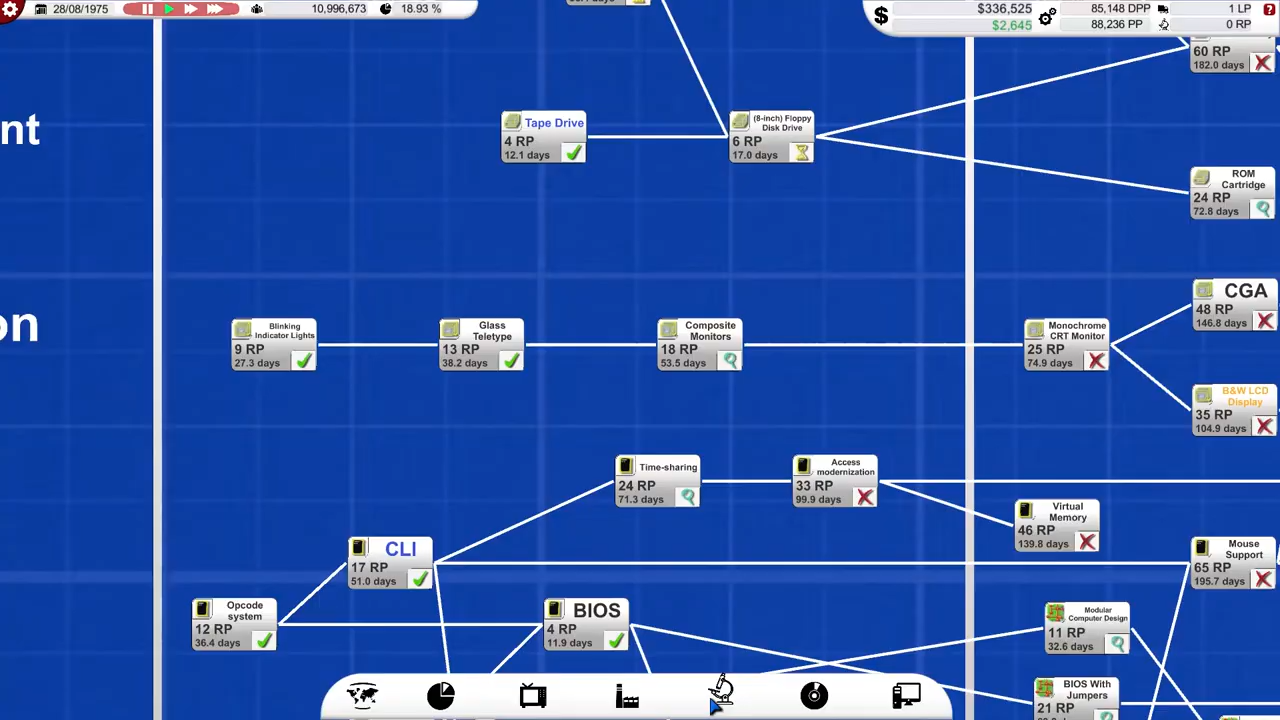 28/08/1975
10,996,673
18.93 %
$336,525
$2,645
85,148 DPP
88,236 PP
1 LP
0 RP
60 RP
182.0 days
nt
Tape Drive
4 RP
12.1 days
(8-inch) Floppy
Disk Drive
6 RP
17.0 days
ROM
Cartridge
24 RP
72.8 days
on
Blinking
Indicator Lights
9 RP
27.3 days
Glass
Teletype
13 RP
38.2 days
Composite
Monitors
18 RP
53.5 days
Monochrome
CRT Monitor
25 RP
74.9 days
CGA
48 RP
146.8 days
B&W LCD
Display
35 RP
104.9 days
Time-sharing
24 RP
71.3 days
Access
modernization
33 RP
99.9 days
Virtual
Memory
46 RP
139.8 days
CLI
17 RP
51.0 days
Mouse
Support
65 RP
195.7 days
Opcode
system
12 RP
36.4 days
BIOS
4 RP
11.9 days
Modular
Computer Design
11 RP
32.6 days
BIOS With
Jumpers
21 RP